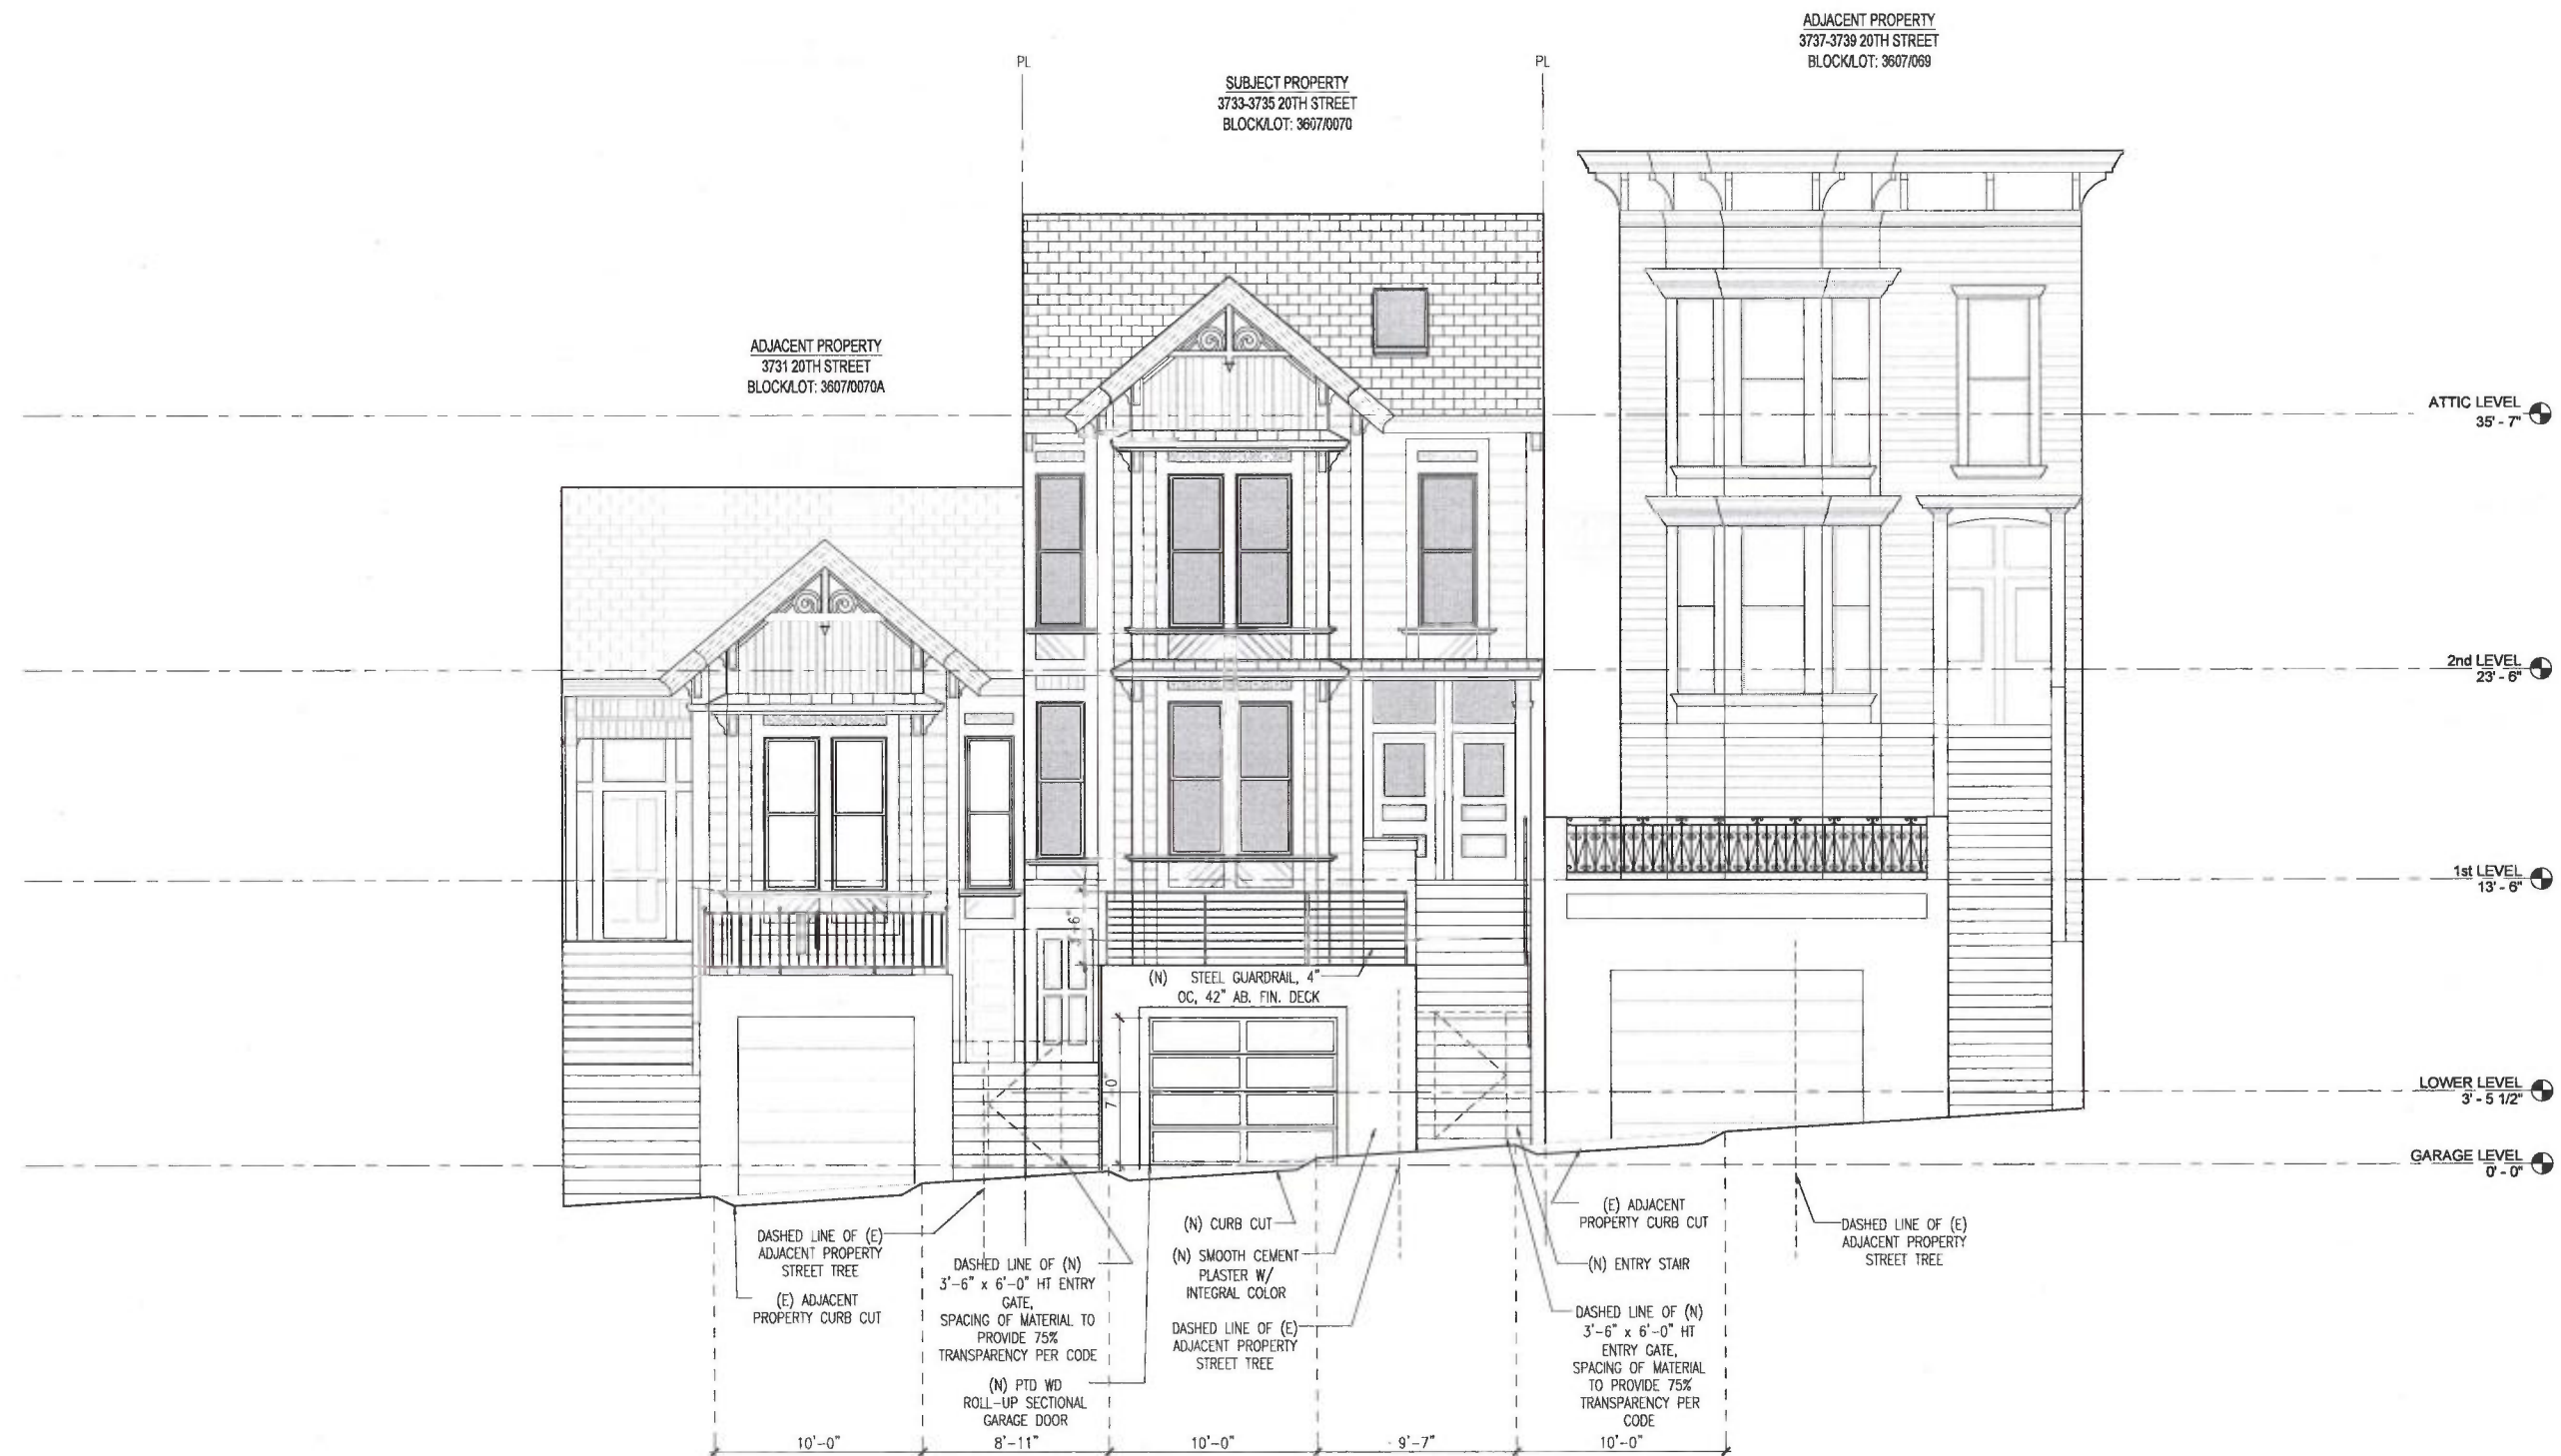 ADJACENT PROPERTY
3737-3739 20TH STREET
BLOCK/LOT: 3607/069
PL
PL
SUBJECT PROPERTY
3733-3735 20TH STREET
BLOCK/LOT: 3607/0070
ADJACENT PROPERTY
3731 20TH STREET
BLOCK/LOT: 3607/0070A
ATTIC LEVEL
35' - 7"
2nd LEVEL
23' - 6"
1st LEVEL
13' - 6"
LOWER LEVEL
3' - 5 1/2"
GARAGE LEVEL
0' - 0"
(N) STEEL GUARDRAIL, 4"
OC, 42" AB. FIN. DECK
3'-6"
7'-0"
DASHED LINE OF (E)
ADJACENT PROPERTY
STREET TREE
(E) ADJACENT
PROPERTY CURB CUT
DASHED LINE OF (N)
3'-6" x 6'-0" HT ENTRY
GATE,
SPACING OF MATERIAL TO
PROVIDE 75%
TRANSPARENCY PER CODE
(N) PTD WD
ROLL-UP SECTIONAL
GARAGE DOOR
(N) CURB CUT
(N) SMOOTH CEMENT
PLASTER W/
INTEGRAL COLOR
DASHED LINE OF (E)
ADJACENT PROPERTY
STREET TREE
(E) ADJACENT
PROPERTY CURB CUT
(N) ENTRY STAIR
DASHED LINE OF (N)
3'-6" x 6'-0" HT
ENTRY GATE,
SPACING OF MATERIAL
TO PROVIDE 75%
TRANSPARENCY PER
CODE
DASHED LINE OF (E)
ADJACENT PROPERTY
STREET TREE
10'-0"
8'-11"
10'-0"
9'-7"
10'-0"